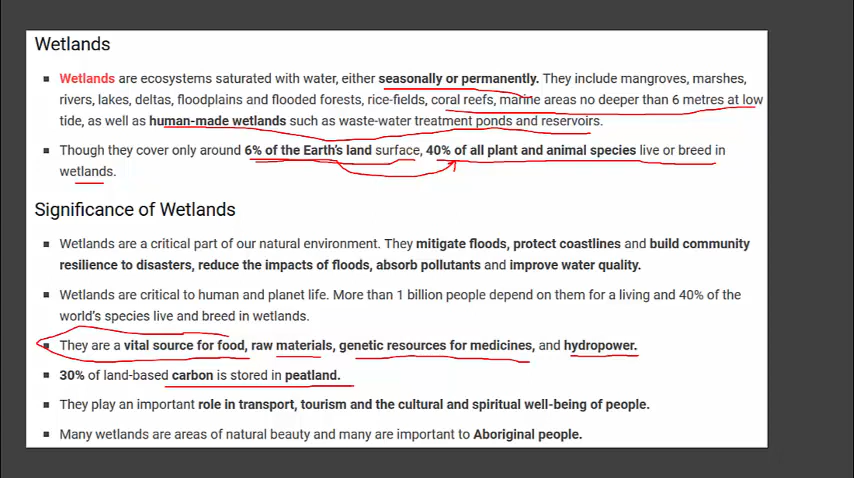 Wetlands
▪ Wetlands are ecosystems saturated with water, either seasonally or permanently. They include mangroves, marshes,
rivers, lakes, deltas, floodplains and flooded forests, rice-fields, coral reefs, marine areas no deeper than 6 metres at low
tide, as well as human-made wetlands such as waste-water treatment ponds and reservoirs.
▪ Though they cover only around 6% of the Earth's land surface, 40% of all plant and animal species live or breed in
wetlands.
Significance of Wetlands
▪ Wetlands are a critical part of our natural environment. They mitigate floods, protect coastlines and build community
resilience to disasters, reduce the impacts of floods, absorb pollutants and improve water quality.
▪ Wetlands are critical to human and planet life. More than 1 billion people depend on them for a living and 40% of the
world's species live and breed in wetlands.
▪ They are a vital source for food, raw materials, genetic resources for medicines, and hydropower.
▪ 30% of land-based carbon is stored in peatland.
▪ They play an important role in transport, tourism and the cultural and spiritual well-being of people.
▪ Many wetlands are areas of natural beauty and many are important to Aboriginal people.